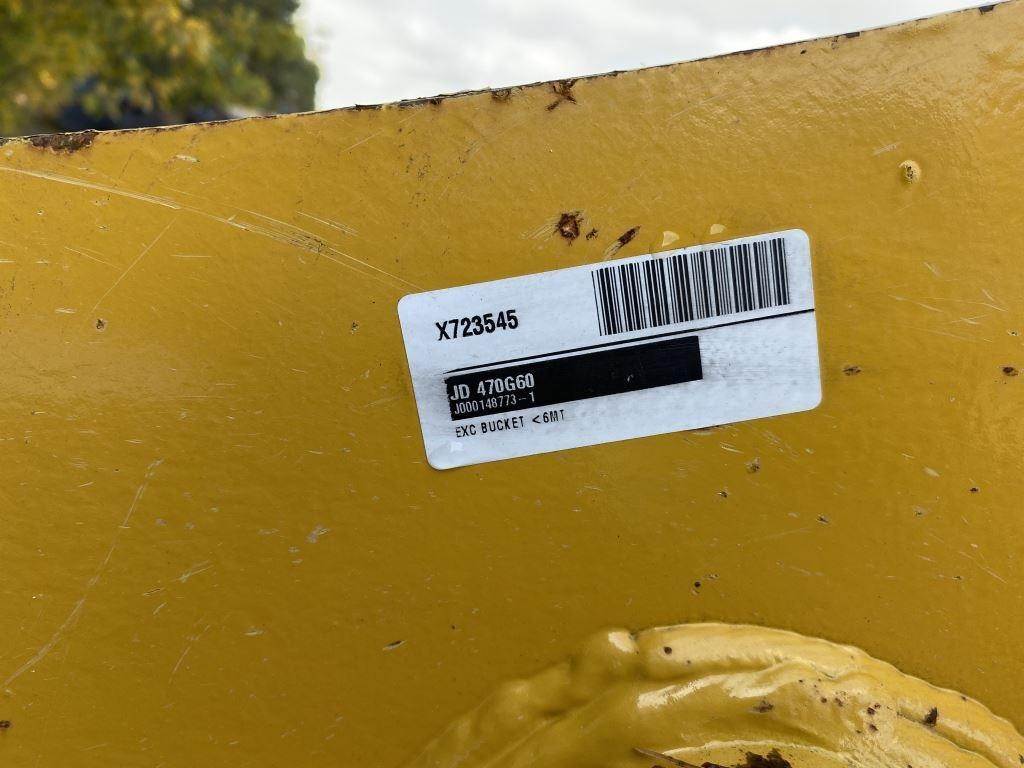 X723545
JD 470G60
J000148773-1
EXC BUCKET <6MT